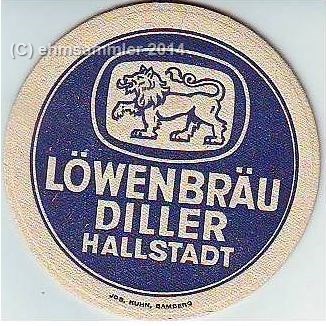 (C) ehmsammler 2014
LÖWENBRÄU
DILLER
HALLSTADT
JOS. KUHN, BAMBERG